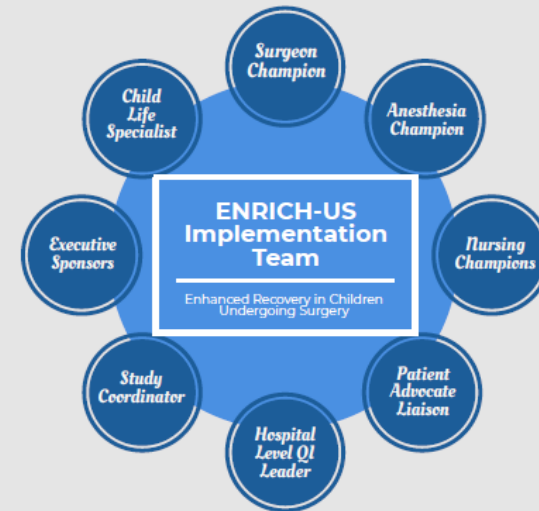 Surgeon
Champion
Child
Life
Specialist
Anesthesia
Champion
ENRICH-US
Implementation
Team
Enhanced Recovery in Children
Undergoing Surgery
Executive
Sponsors
Nursing
Champions
Study
Coordinator
Patient
Advocate
Liaison
Hospital
Level QI
Leader